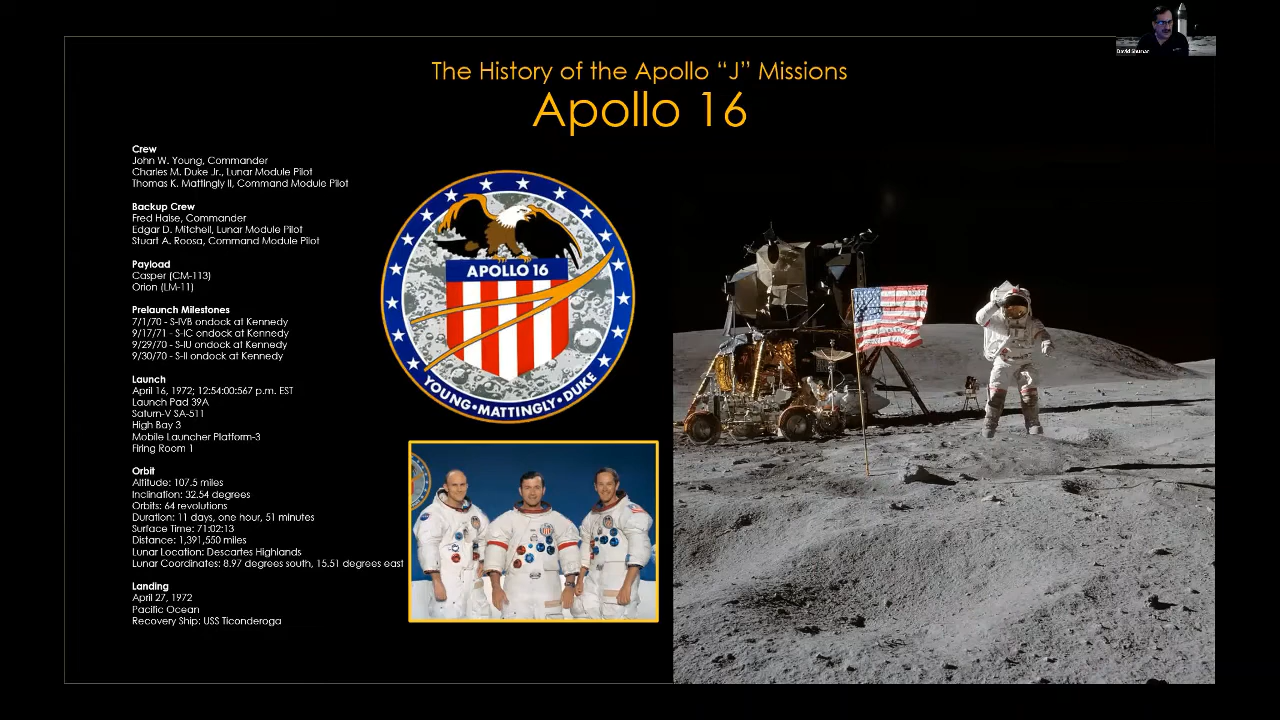 David Shumar
The History of the Apollo “J” Missions
Apollo 16
Crew
John W. Young, Commander
Charles M. Duke Jr., Lunar Module Pilot
Thomas K. Mattingly II, Command Module Pilot
Backup Crew
Fred Haise, Commander
Edgar D. Mitchell, Lunar Module Pilot
Stuart A. Roosa, Command Module Pilot
Payload
Casper (CM-113)
Orion (LM-11)
Prelaunch Milestones
7/1/70 - S-IVB ondock at Kennedy
9/17/71 - S-IC ondock at Kennedy
9/29/70 - S-IU ondock at Kennedy
9/30/70 - S-II ondock at Kennedy
Launch
April 16, 1972; 12:54:00:567 p.m. EST
Launch Pad 39A
Saturn-V SA-511
High Bay 3
Mobile Launcher Platform-3
Firing Room 1
Orbit
Altitude: 107.5 miles
Inclination: 32.54 degrees
Orbits: 64 revolutions
Duration: 11 days, one hour, 51 minutes
Surface Time: 71:02:13
Distance: 1,391,550 miles
Lunar Location: Descartes Highlands
Lunar Coordinates: 8.97 degrees south, 15.51 degrees east
Landing
April 27, 1972
Pacific Ocean
Recovery Ship: USS Ticonderoga
APOLLO 16
YOUNG•MATTINGLY•DUKE